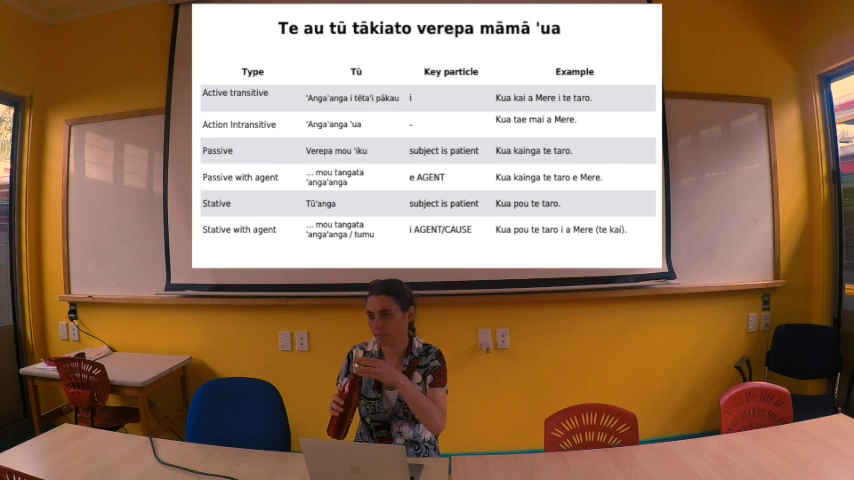 Te au tū tākiato verepa māmā 'ua
Type Tū Key particle Example
Active transitive 'Anga'anga i tēta'i pākau i Kua kai a Mere i te taro.
Action Intransitive 'Anga'anga 'ua - Kua tae mai a Mere.
Passive Verepa mou 'iku subject is patient Kua kainga te taro.
Passive with agent ... mou tangata 'anga'anga e AGENT Kua kainga te taro e Mere.
Stative Tū'anga subject is patient Kua pou te taro.
Stative with agent ... mou tangata 'anga'anga / tumu i AGENT/CAUSE Kua pou te taro i a Mere (te kai).